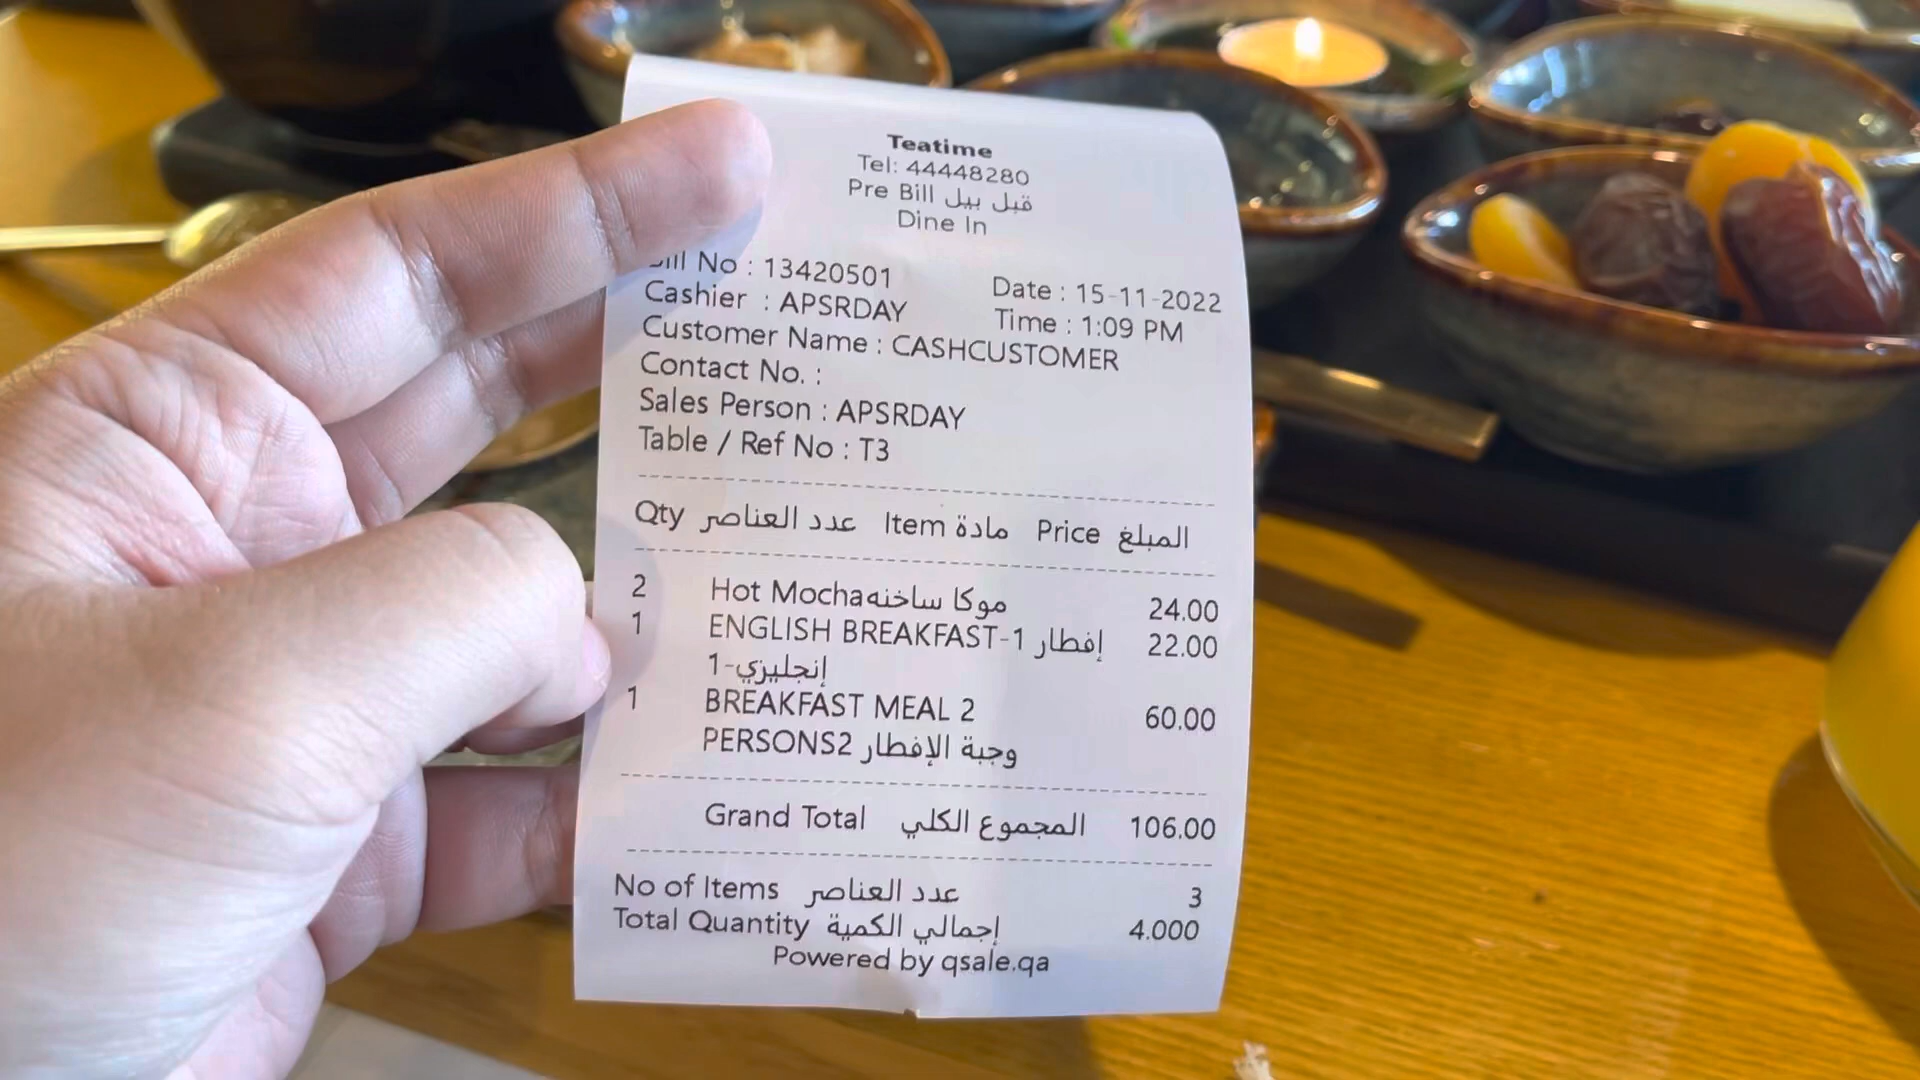 Teatime
Tel: 44448280
Pre Bill قبل بيل
Dine In
Bill No : 13420501 Date : 15-11-2022
Cashier : APSRDAY Time : 1:09 PM
Customer Name : CASHCUSTOMER
Contact No. :
Sales Person : APSRDAY
Table / Ref No : T3
Qty عدد العناصر Item مادة Price المبلغ
2 Hot Mocha موكا ساخنه 24.00
1 ENGLISH BREAKFAST-1 إفطار 22.00
إنجليزي-1
1 BREAKFAST MEAL 2 60.00
PERSONS2 وجبة الإفطار
Grand Total المجموع الكلي 106.00
No of Items عدد العناصر 3
Total Quantity إجمالي الكمية 4.000
Powered by qsale.qa